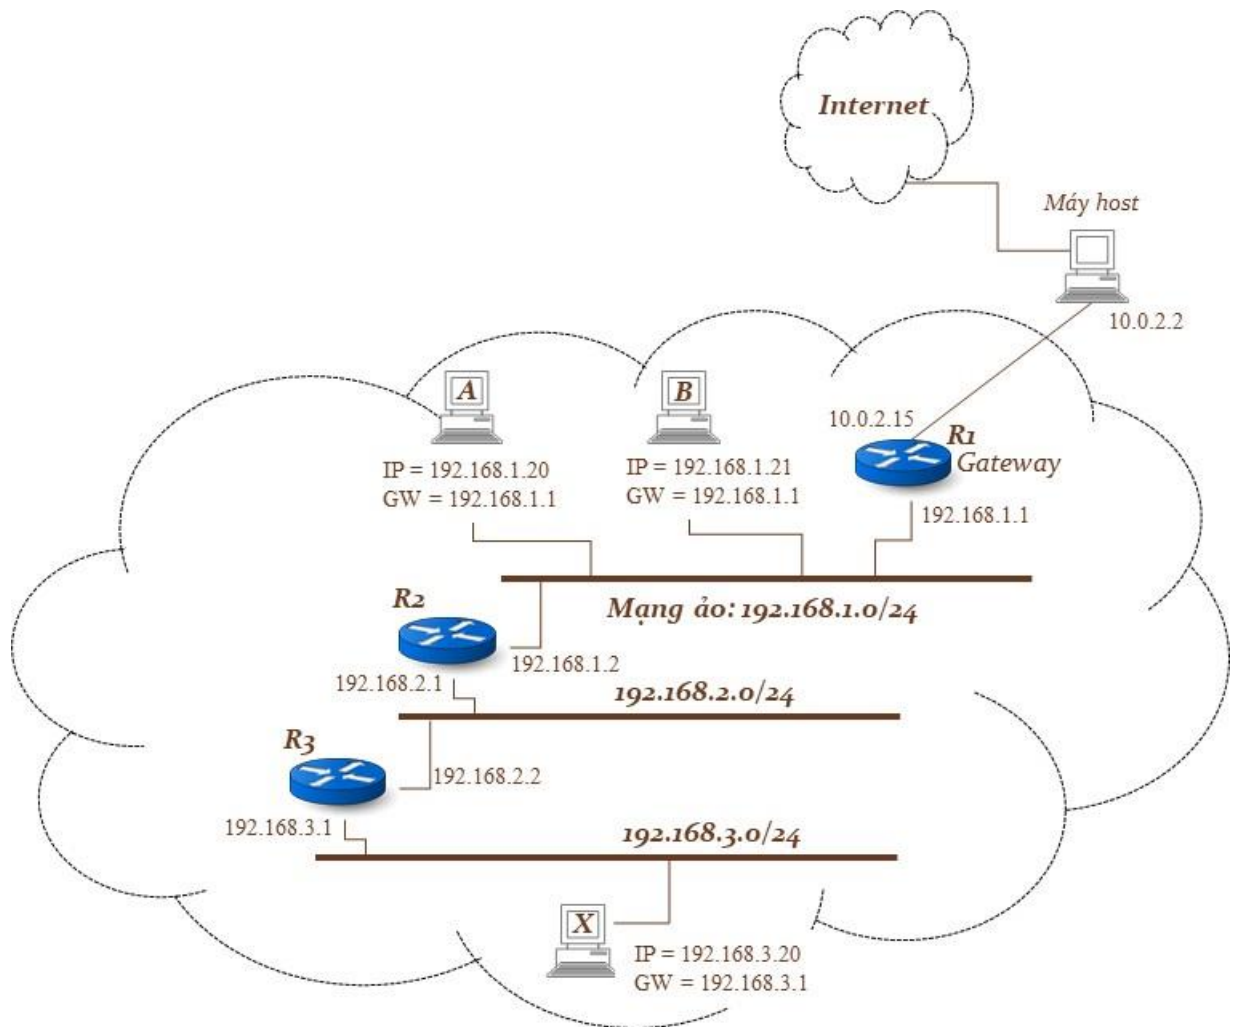 Internet
Máy host
10.0.2.2
A
B
10.0.2.15
R1
Gateway
IP = 192.168.1.20
GW = 192.168.1.1
IP = 192.168.1.21
GW = 192.168.1.1
192.168.1.1
R2
Mạng ảo: 192.168.1.0/24
192.168.1.2
192.168.2.1
192.168.2.0/24
R3
192.168.2.2
192.168.3.1
192.168.3.0/24
X
IP = 192.168.3.20
GW = 192.168.3.1